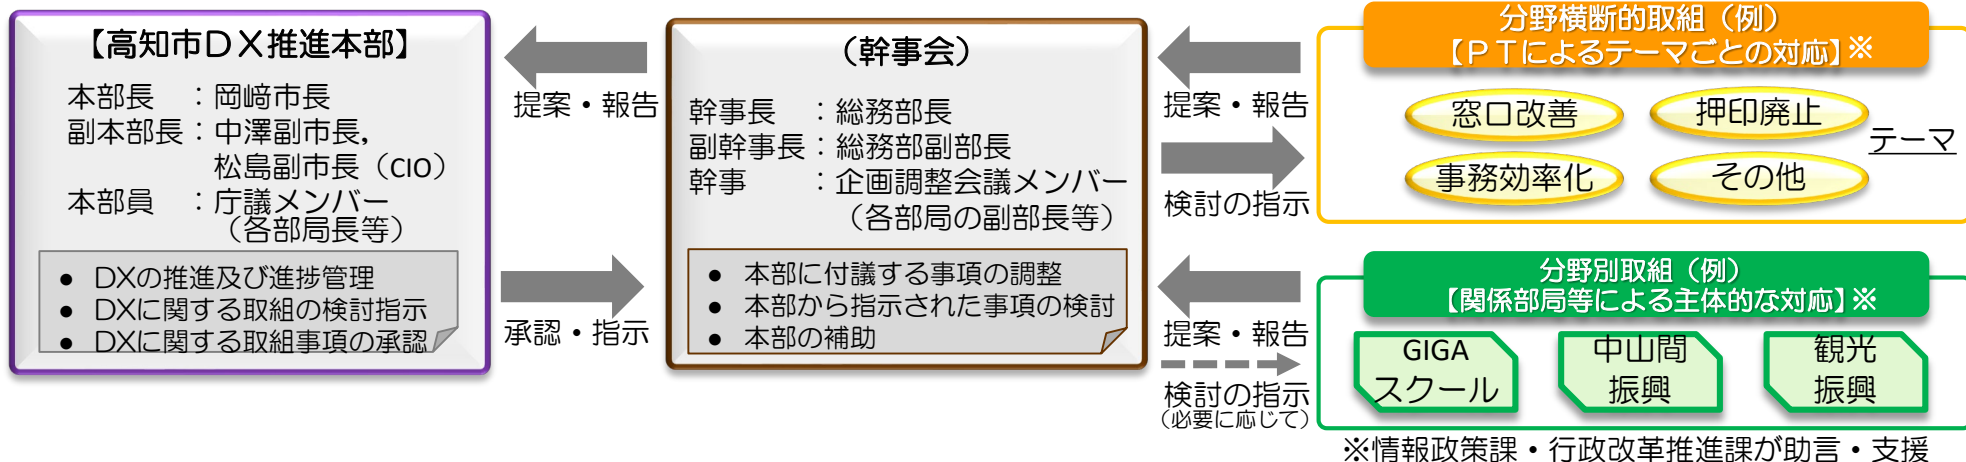 【高知市ＤＸ推進本部】
本部長　：岡﨑市長
副本部長：中澤副市長，
松島副市長（CIO）
本部員　：庁議メンバー
（各部局長等）
● DXの推進及び進捗管理
● DXに関する取組の検討指示
● DXに関する取組事項の承認
提案・報告
承認・指示
（幹事会）
幹事長　：総務部長
副幹事長：総務部副部長
幹事　　：企画調整会議メンバー
（各部局の副部長等）
● 本部に付議する事項の調整
● 本部から指示された事項の検討
● 本部の補助
提案・報告
検討の指示
提案・報告
検討の指示
（必要に応じて）
分野横断的取組（例）
【ＰＴによるテーマごとの対応】※
窓口改善
押印廃止
事務効率化
その他
テーマ
分野別取組（例）
【関係部局等による主体的な対応】※
GIGA
スクール
中山間
振興
観光
振興
※情報政策課・行政改革推進課が助言・支援